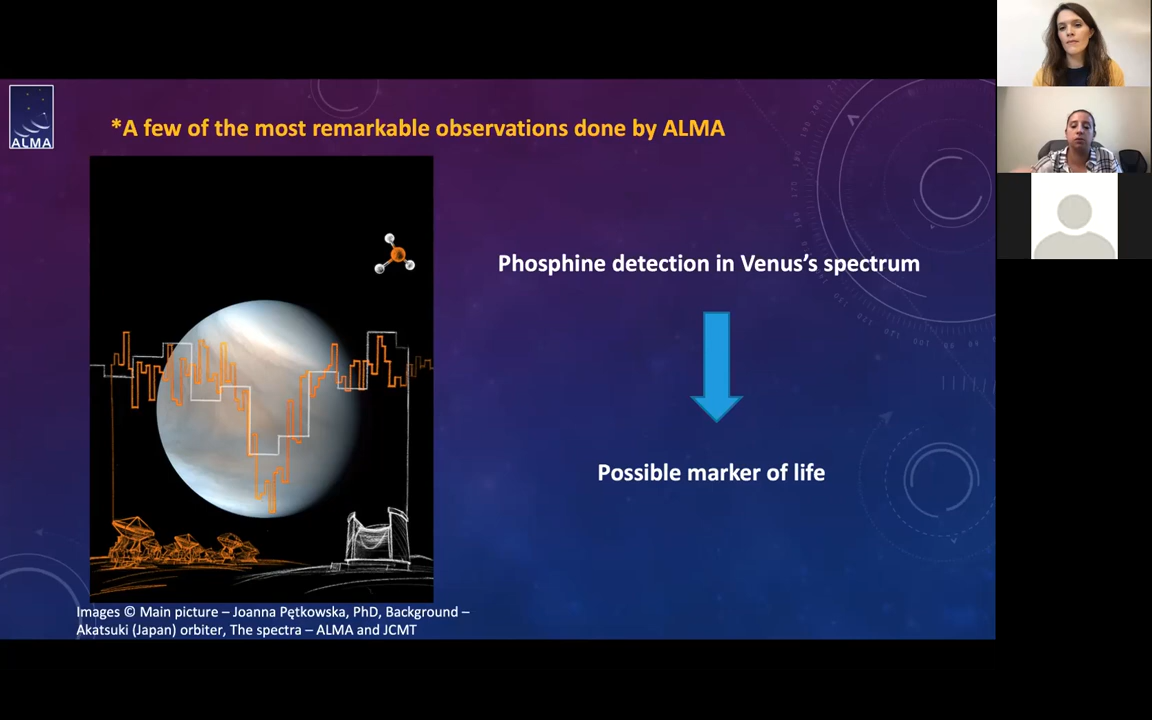 ALMA
*A few of the most remarkable observations done by ALMA
Phosphine detection in Venus's spectrum
Possible marker of life
Images © Main picture – Joanna Pętkowska, PhD, Background –
Akatsuki (Japan) orbiter, The spectra – ALMA and JCMT